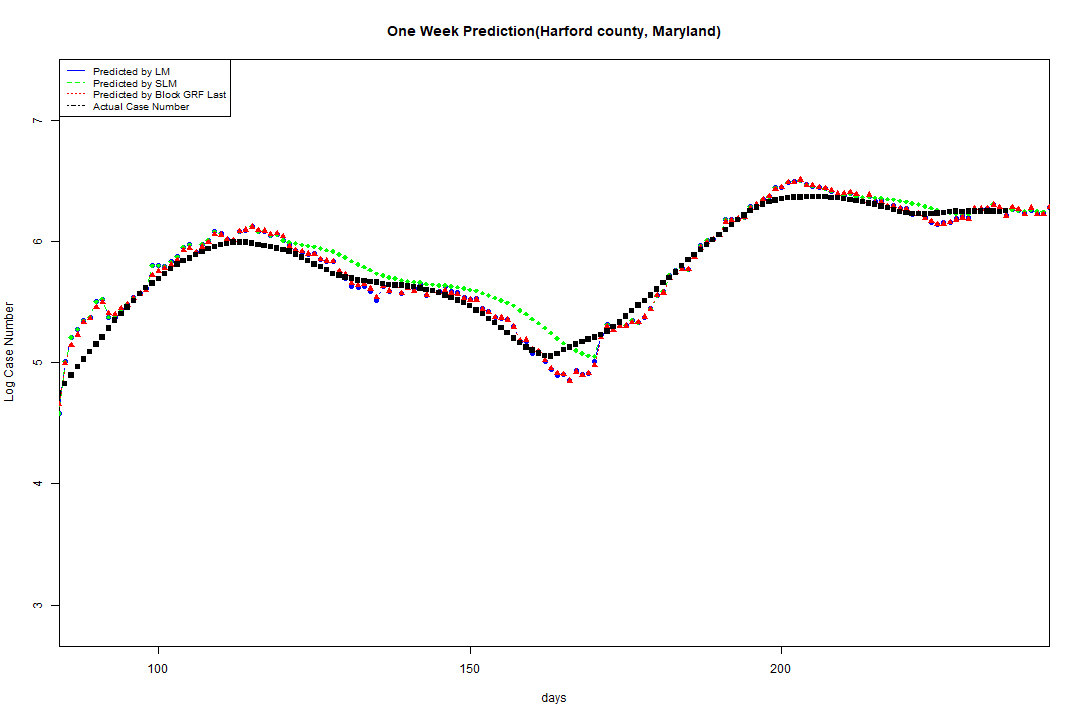 One Week Prediction(Harford county, Maryland)
Predicted by LM
Predicted by SLM
Predicted by Block GRF Last
Actual Case Number
7
6
5
4
3
Log Case Number
100 150 200
days